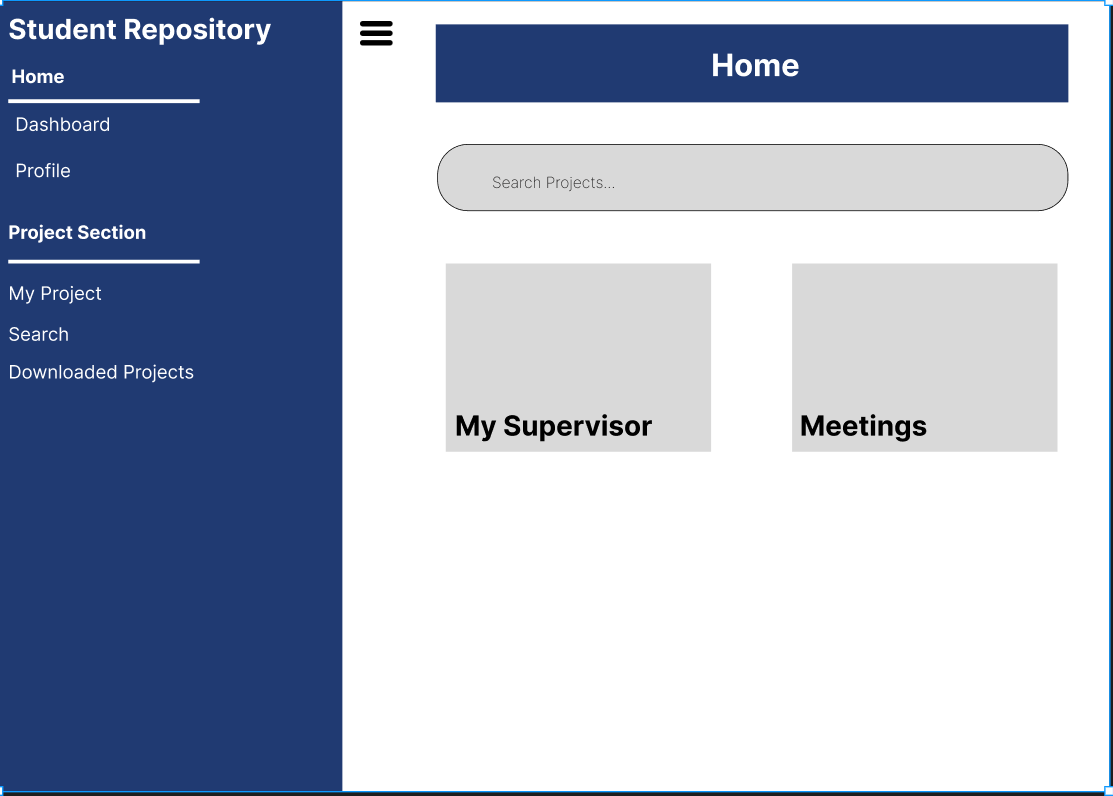 Student Repository
Home
Dashboard
Profile
Project Section
My Project
Search
Downloaded Projects
Home
Search Projects...
My Supervisor
Meetings